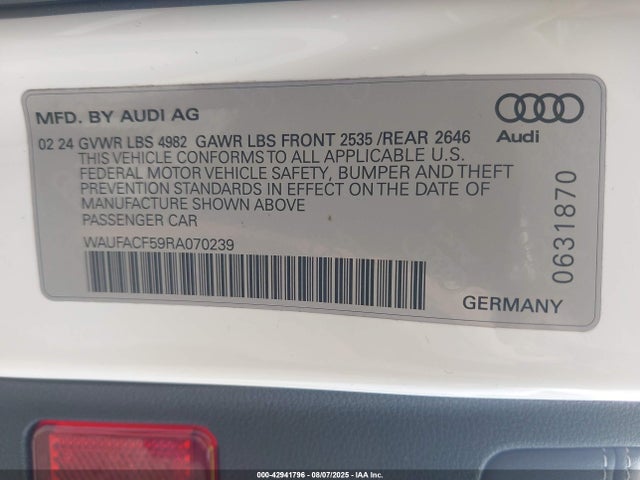 MFD. BY AUDI AG
02 24 GVWR LBS 4982 GAWR LBS FRONT 2535 /REAR 2646
THIS VEHICLE CONFORMS TO ALL APPLICABLE U.S.
FEDERAL MOTOR VEHICLE SAFETY, BUMPER AND THEFT
PREVENTION STANDARDS IN EFFECT ON THE DATE OF
MANUFACTURE SHOWN ABOVE
PASSENGER CAR
WAUFACF59RA070239
Audi
0631870
GERMANY
000-42941796 - 08/07/2025 - IAA Inc.